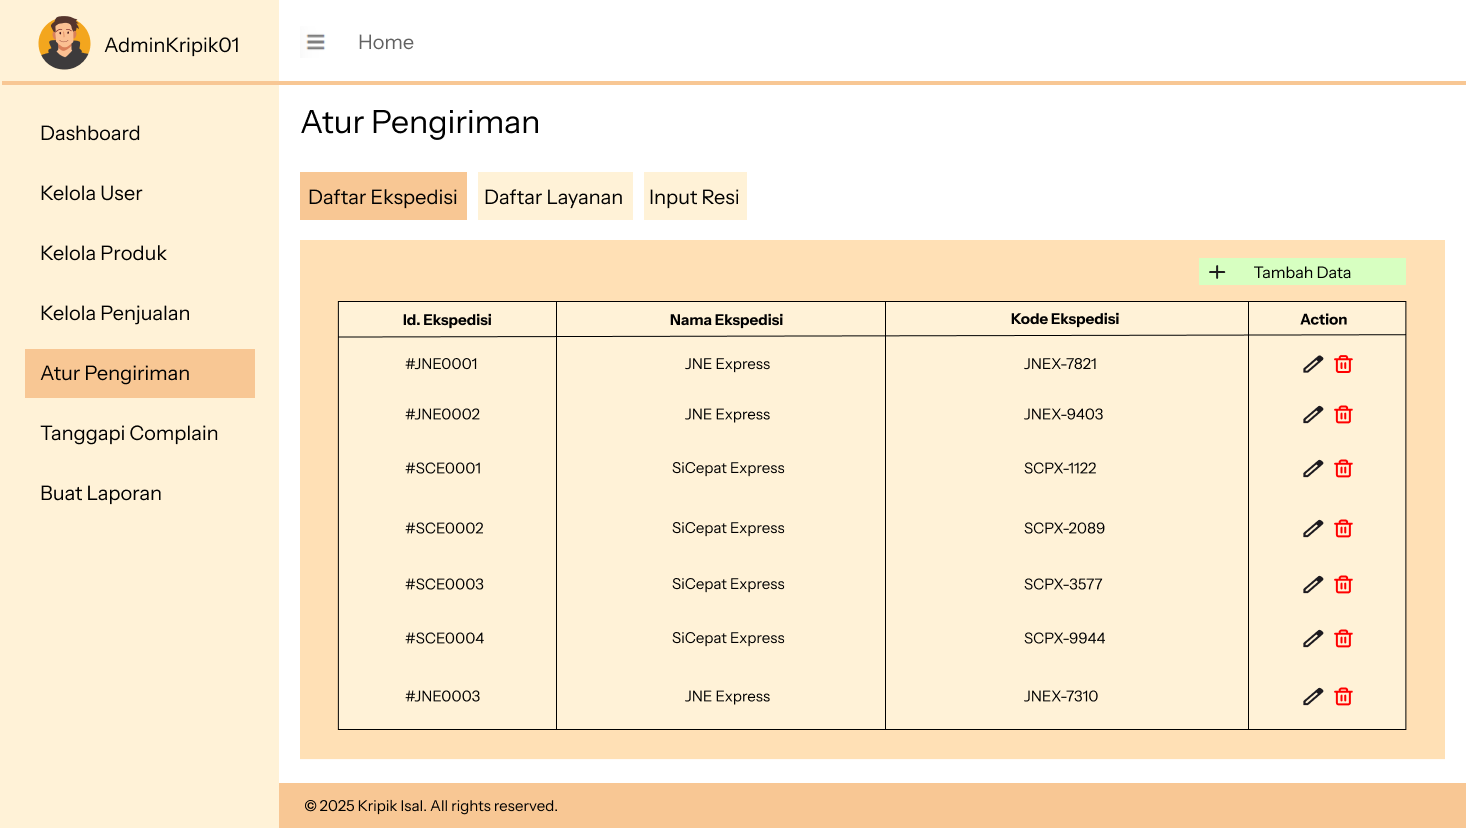 AdminKripik01
Home
Dashboard
Kelola User
Kelola Produk
Kelola Penjualan
Atur Pengiriman
Tanggapi Complain
Buat Laporan
Atur Pengiriman
Daftar Ekspedisi Daftar Layanan Input Resi
Tambah Data
Id. Ekspedisi Nama Ekspedisi Kode Ekspedisi Action
#JNE0001 JNE Express JNEX-7821
#JNE0002 JNE Express JNEX-9403
#SCE0001 SiCepat Express SCPX-1122
#SCE0002 SiCepat Express SCPX-2089
#SCE0003 SiCepat Express SCPX-3577
#SCE0004 SiCepat Express SCPX-9944
#JNE0003 JNE Express JNEX-7310
© 2025 Kripik Isal. All rights reserved.